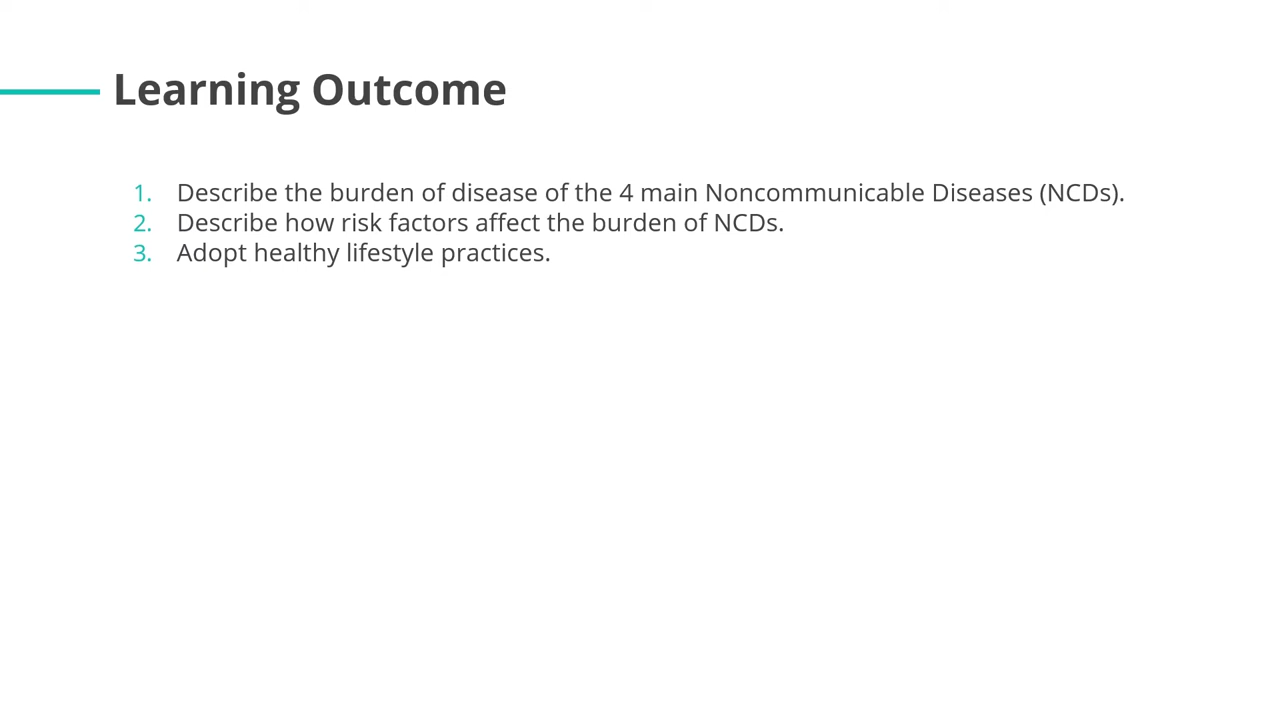 Learning Outcome
1. Describe the burden of disease of the 4 main Noncommunicable Diseases (NCDs).
2. Describe how risk factors affect the burden of NCDs.
3. Adopt healthy lifestyle practices.